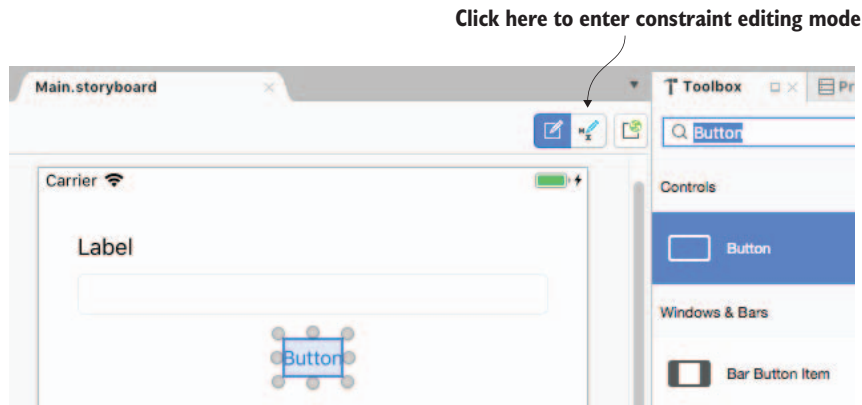 Click here to enter constraint editing mode
Main.storyboard
Toolbox
Pr
Button
Carrier
Controls
Label
Button
Windows & Bars
Button
Bar Button Item